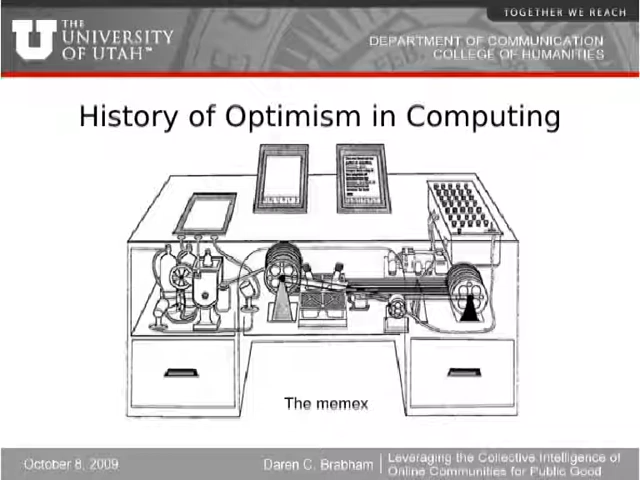 TOGETHER WE REACH
THE
UNIVERSITY
OF UTAH™
DEPARTMENT OF COMMUNICATION
COLLEGE OF HUMANITIES
History of Optimism in Computing
The memex
October 8, 2009
Daren C. Brabham
Leveraging the Collective Intelligence of
Online Communities for Public Good